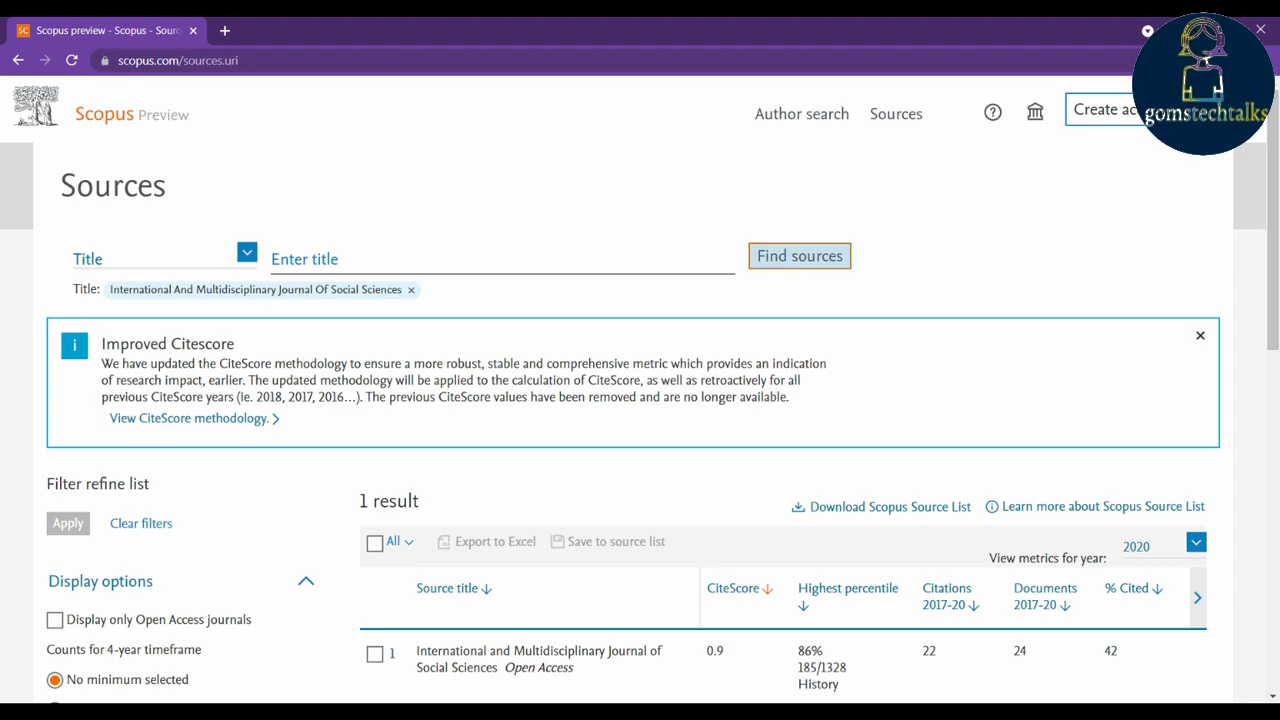 Scopus preview - Scopus - Sourc
scopus.com/sources.uri
Scopus Preview
Author search
Sources
Create ac
gomstechtalks
Sources
Title
Enter title
Find sources
Title: International And Multidisciplinary Journal Of Social Sciences ×
i
Improved Citescore
We have updated the CiteScore methodology to ensure a more robust, stable and comprehensive metric which provides an indication
of research impact, earlier. The updated methodology will be applied to the calculation of CiteScore, as well as retroactively for all
previous CiteScore years (ie. 2018, 2017, 2016...). The previous CiteScore values have been removed and are no longer available.
View CiteScore methodology. >
Filter refine list
Apply
Clear filters
Display options
Display only Open Access journals
Counts for 4-year timeframe
No minimum selected
1 result
Download Scopus Source List
Learn more about Scopus Source List
All
Export to Excel
Save to source list
View metrics for year:
2020
Source title ↓
CiteScore ↓
Highest percentile
↓
Citations
2017-20 ↓
Documents
2017-20 ↓
% Cited ↓
1
International and Multidisciplinary Journal of
Social Sciences Open Access
0.9
86%
185/1328
History
22
24
42